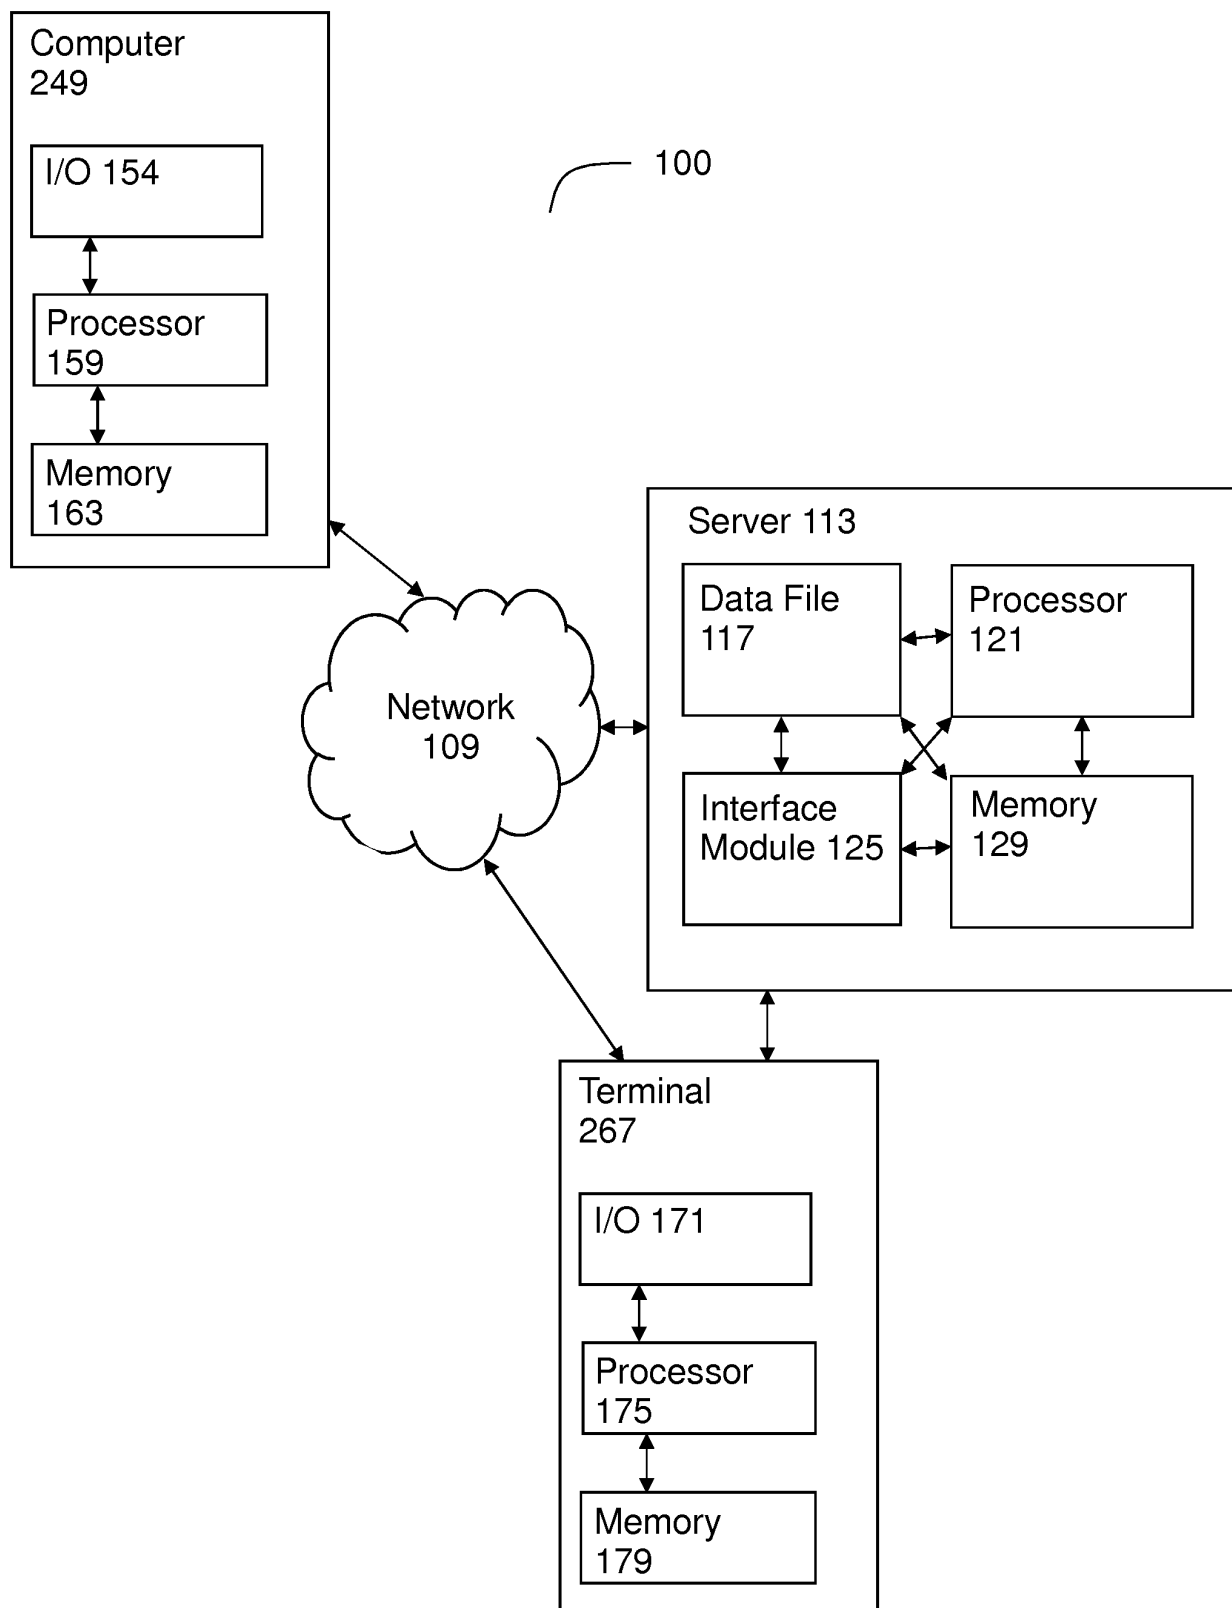 Computer
249
I/O 154
Processor
159
Memory
163
100
Server 113
Data File
117
Processor
121
Interface
Module 125
Memory
129
Network
109
Terminal
267
I/O 171
Processor
175
Memory
179